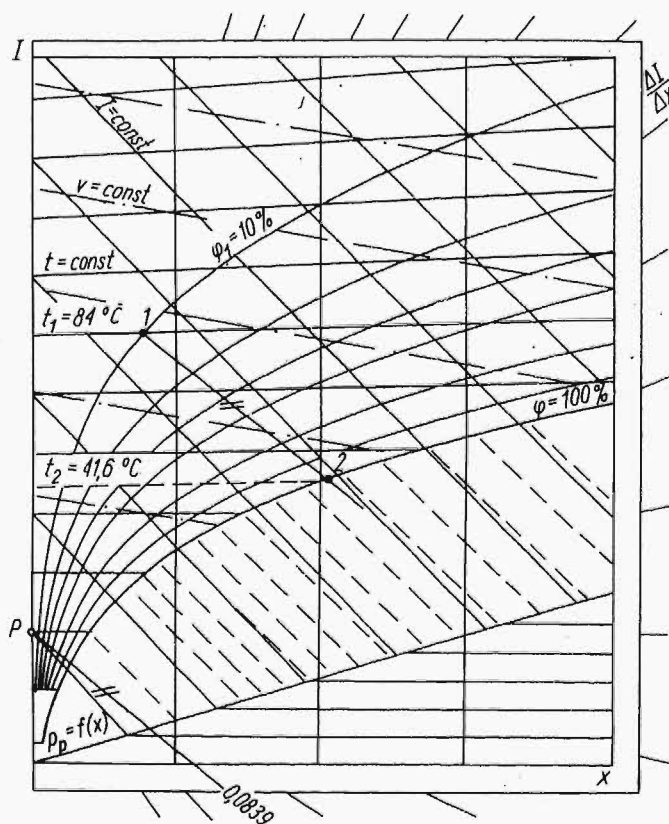 I
ΔI
Δx
I=const
v=const
φ₁=10%
t=const
t₁=84°C
1
φ=100%
t₂=41,6 °C
2
P
pₚ=f(x)
x
0,0839